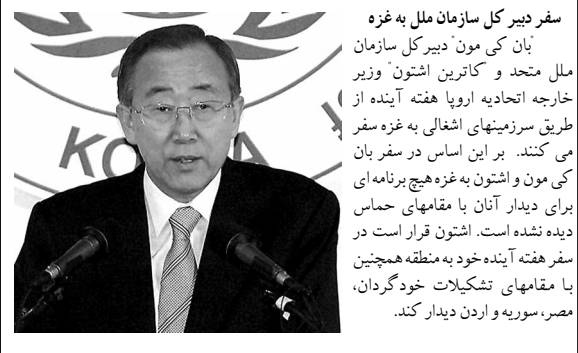 سفر دبیر کل سازمان ملل به غزه
"بان کی مون" دبیرکل سازمان
ملل متحد و "کاترین اشتون" وزیر
خارجه اتحادیه اروپا هفته آینده از
طریق سرزمینهای اشغالی به غزه سفر
می کنند. بر این اساس در سفر بان
کی مون و اشتون به غزه هیچ برنامه ای
برای دیدار آنان با مقامهای حماس
دیده نشده است. اشتون قرار است در
سفر هفته آینده خود به منطقه همچنین
با مقامهای تشکیلات خودگردان،
مصر، سوریه و اردن دیدار کند.